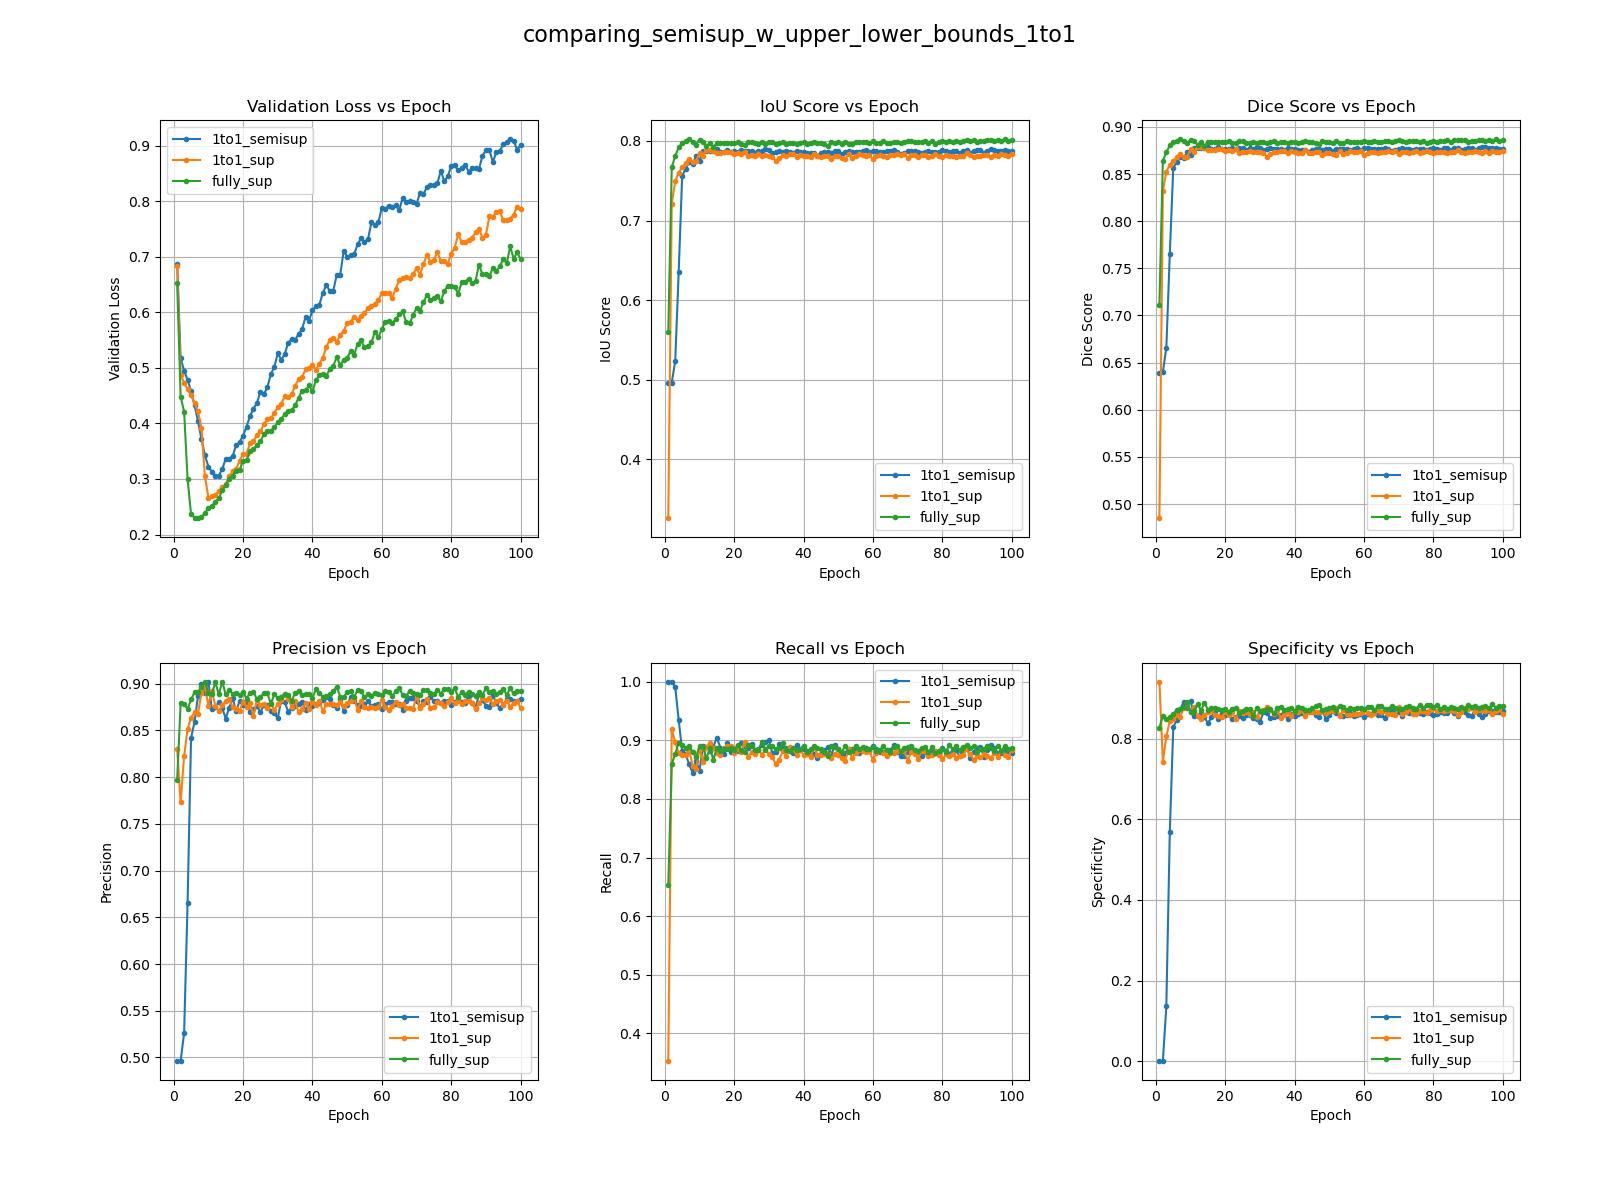 comparing_semisup_w_upper_lower_bounds_1to1
Validation Loss vs Epoch
Validation Loss
0.9
0.8
0.7
0.6
0.5
0.4
0.3
0.2
1to1_semisup
1to1_sup
fully_sup
0 20 40 60 80 100
Epoch
IoU Score vs Epoch
IoU Score
0.8
0.7
0.6
0.5
0.4
1to1_semisup
1to1_sup
fully_sup
0 20 40 60 80 100
Epoch
Dice Score vs Epoch
Dice Score
0.90
0.85
0.80
0.75
0.70
0.65
0.60
0.55
0.50
1to1_semisup
1to1_sup
fully_sup
0 20 40 60 80 100
Epoch
Precision vs Epoch
Precision
0.90
0.85
0.80
0.75
0.70
0.65
0.60
0.55
0.50
1to1_semisup
1to1_sup
fully_sup
0 20 40 60 80 100
Epoch
Recall vs Epoch
Recall
1.0
0.9
0.8
0.7
0.6
0.5
0.4
1to1_semisup
1to1_sup
fully_sup
0 20 40 60 80 100
Epoch
Specificity vs Epoch
Specificity
0.8
0.6
0.4
0.2
0.0
1to1_semisup
1to1_sup
fully_sup
0 20 40 60 80 100
Epoch